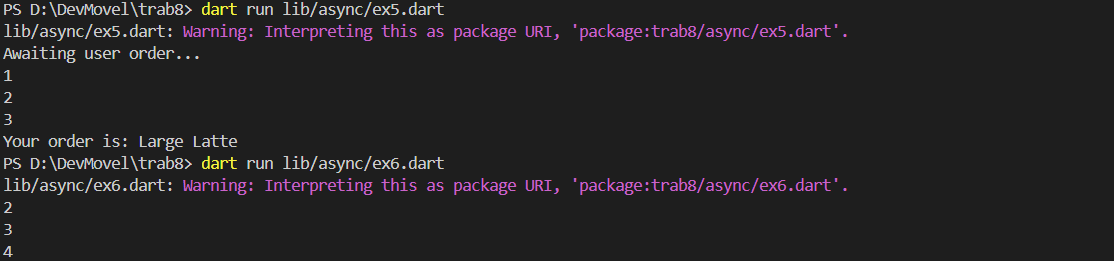 PS D:\DevMovel\trab8> dart run lib/async/ex5.dart
lib/async/ex5.dart: Warning: Interpreting this as package URI, 'package:trab8/async/ex5.dart'.
Awaiting user order...
1
2
3
Your order is: Large Latte
PS D:\DevMovel\trab8> dart run lib/async/ex6.dart
lib/async/ex6.dart: Warning: Interpreting this as package URI, 'package:trab8/async/ex6.dart'.
2
3
4